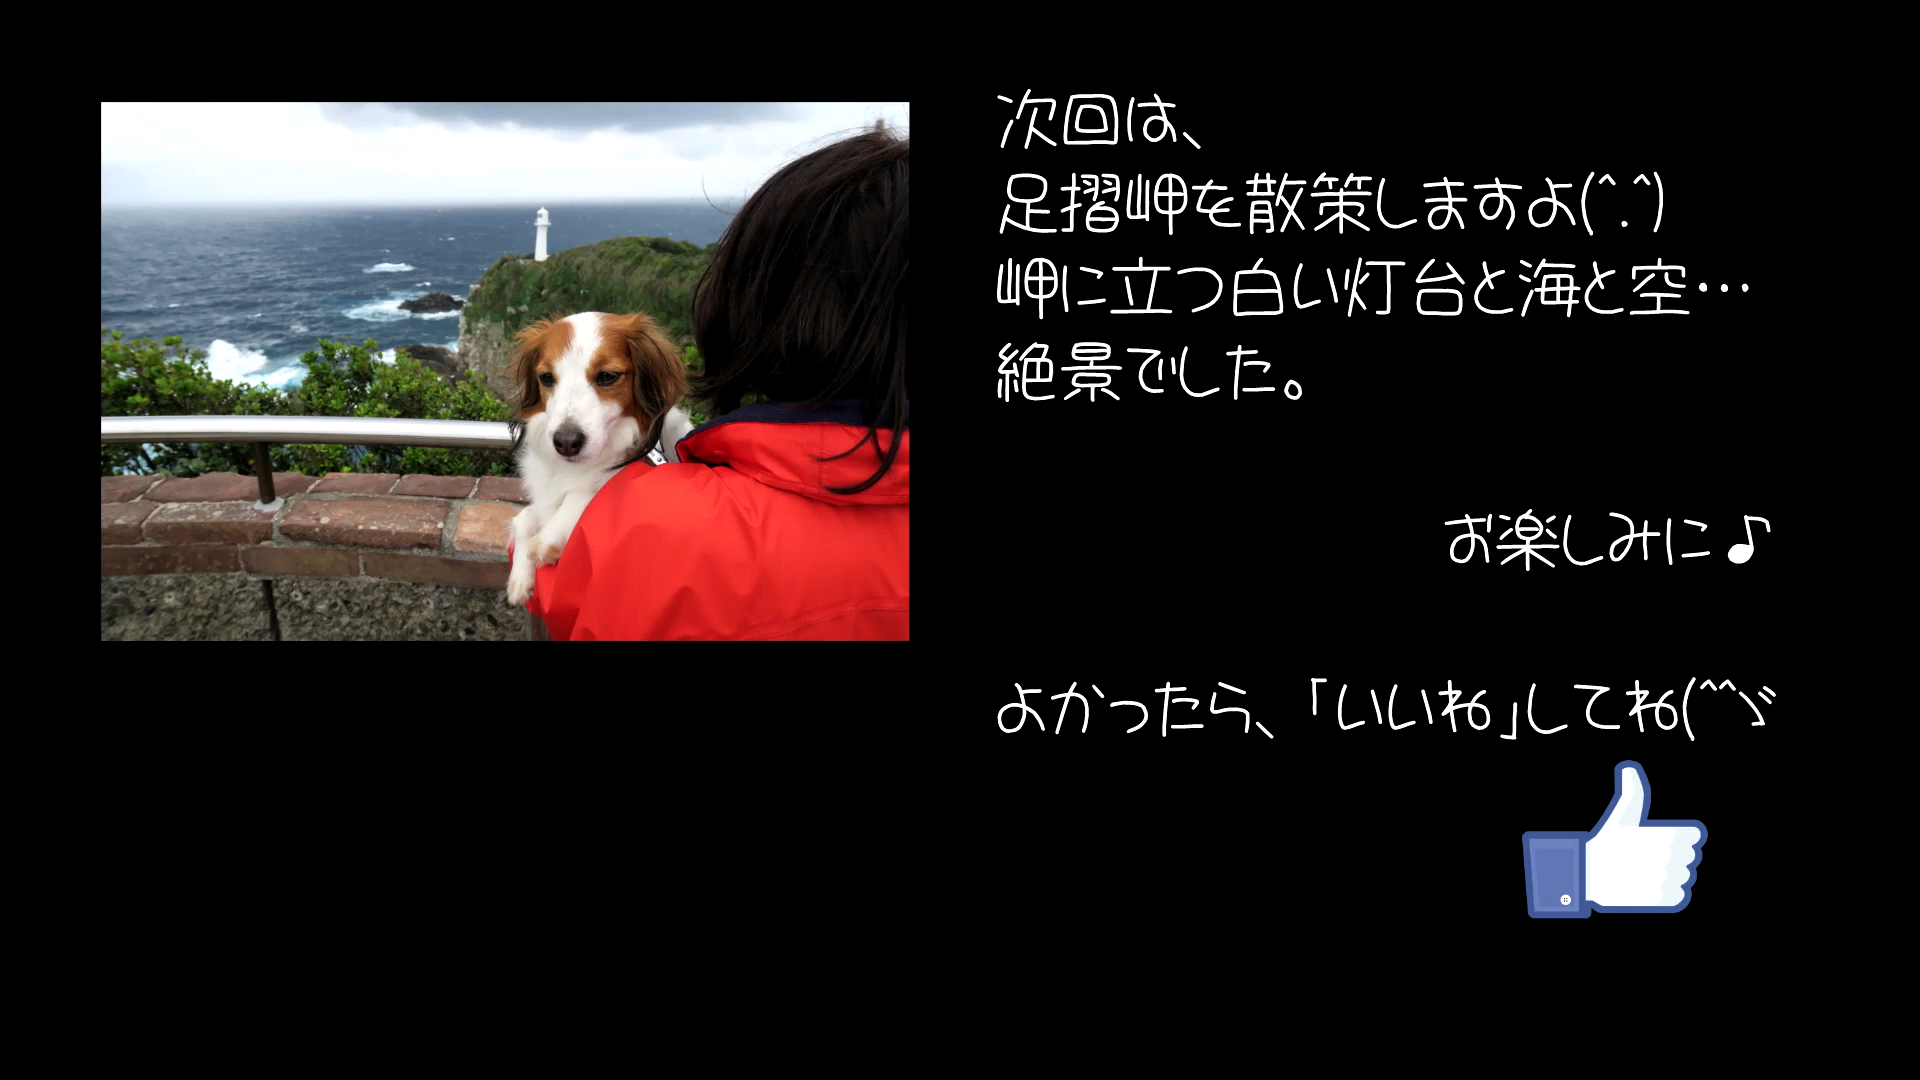 次回は、
足摺岬を散策しますよ(^.^)
岬に立つ白い灯台と海と空…
絶景でした。
お楽しみに♪
よかったら、「いいね」してね(^^ゞ